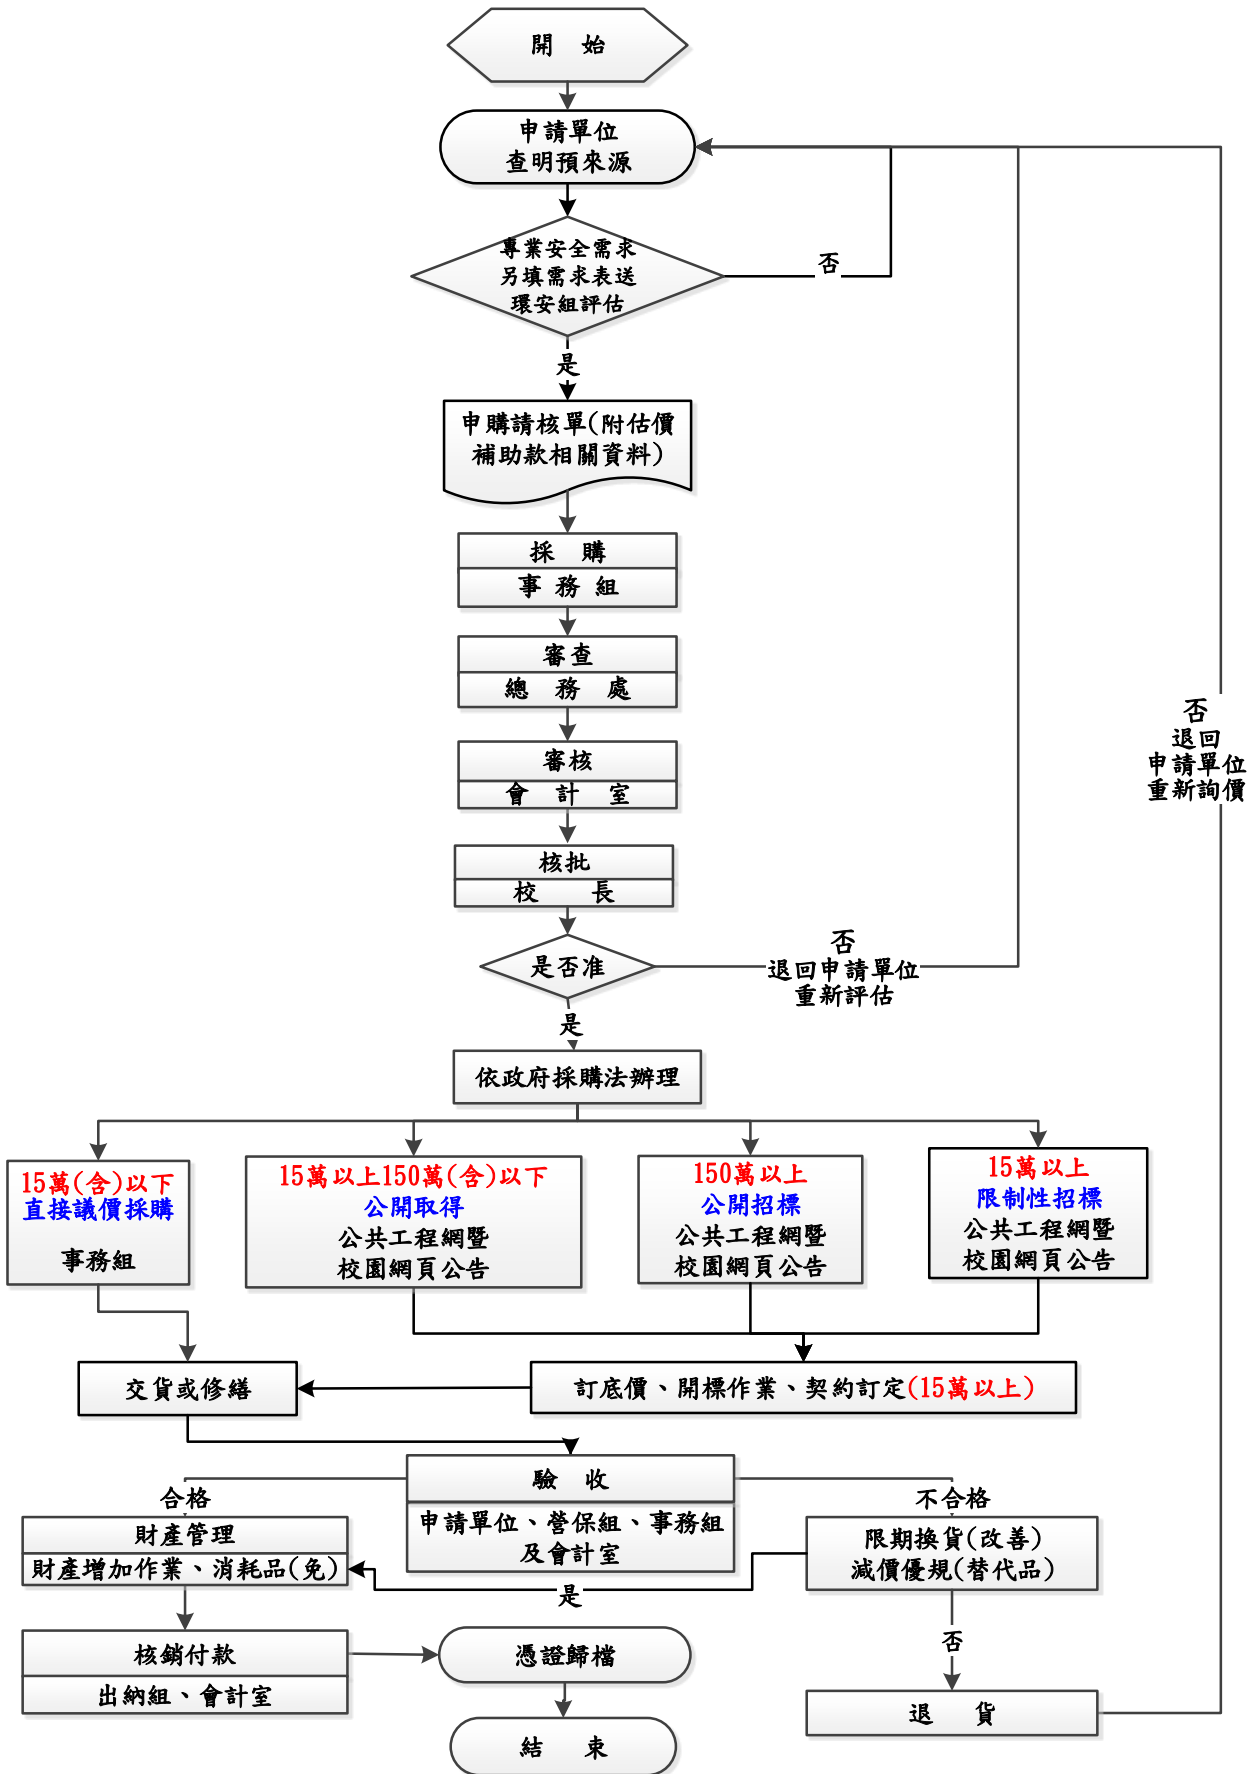 開 始
申請單位
查明預來源
專業安全需求
另填需求表送
環安組評估
否
是
申購請核單(附估價
補助款相關資料)
採 購
事 務 組
審查
總 務 處
審核
會 計 室
核批
校 長
是否准
否
退回申請單位
重新評估
否
退回
申請單位
重新詢價
是
依政府採購法辦理
15萬(含)以下
直接議價採購
事務組
15萬以上150萬(含)以下
公開取得
公共工程網暨
校園網頁公告
150萬以上
公開招標
公共工程網暨
校園網頁公告
15萬以上
限制性招標
公共工程網暨
校園網頁公告
交貨或修繕
訂底價、開標作業、契約訂定(15萬以上)
驗 收
申請單位、營保組、事務組
及會計室
合格
不合格
財產管理
財產增加作業、消耗品(免)
限期換貨(改善)
減價優規(替代品)
是
否
核銷付款
出納組、會計室
憑證歸檔
退 貨
結 束